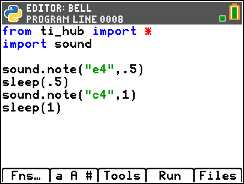 EDITOR: BELL
PROGRAM LINE 0008
from ti_hub import *
import sound
sound.note("e4",.5)
sleep(.5)
sound.note("c4",1)
sleep(1)
Fns… a A # Tools Run Files